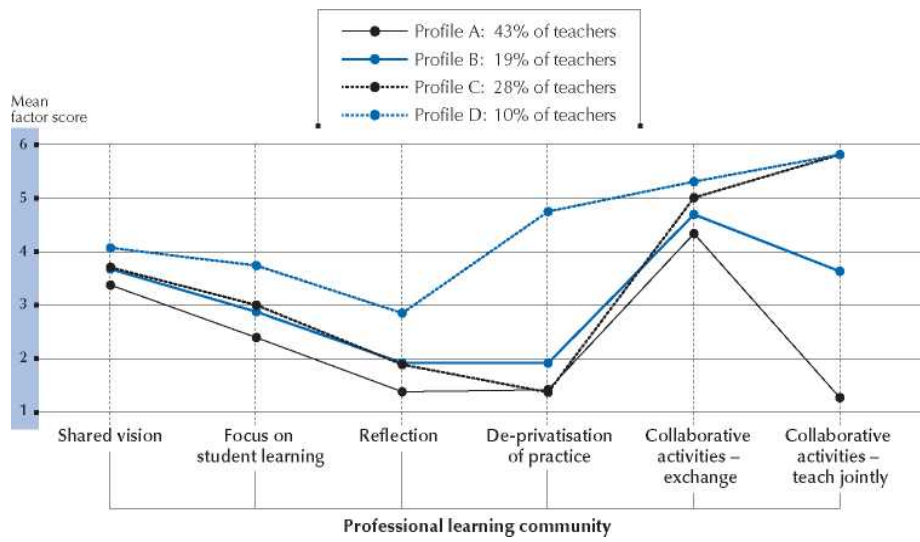 Profile A: 43% of teachers
Profile B: 19% of teachers
Profile C: 28% of teachers
Profile D: 10% of teachers
Mean
factor score
6
5
4
3
2
1
Shared vision
Focus on
student learning
Reflection
De-privatisation
of practice
Collaborative
activities –
exchange
Collaborative
activities –
teach jointly
Professional learning community